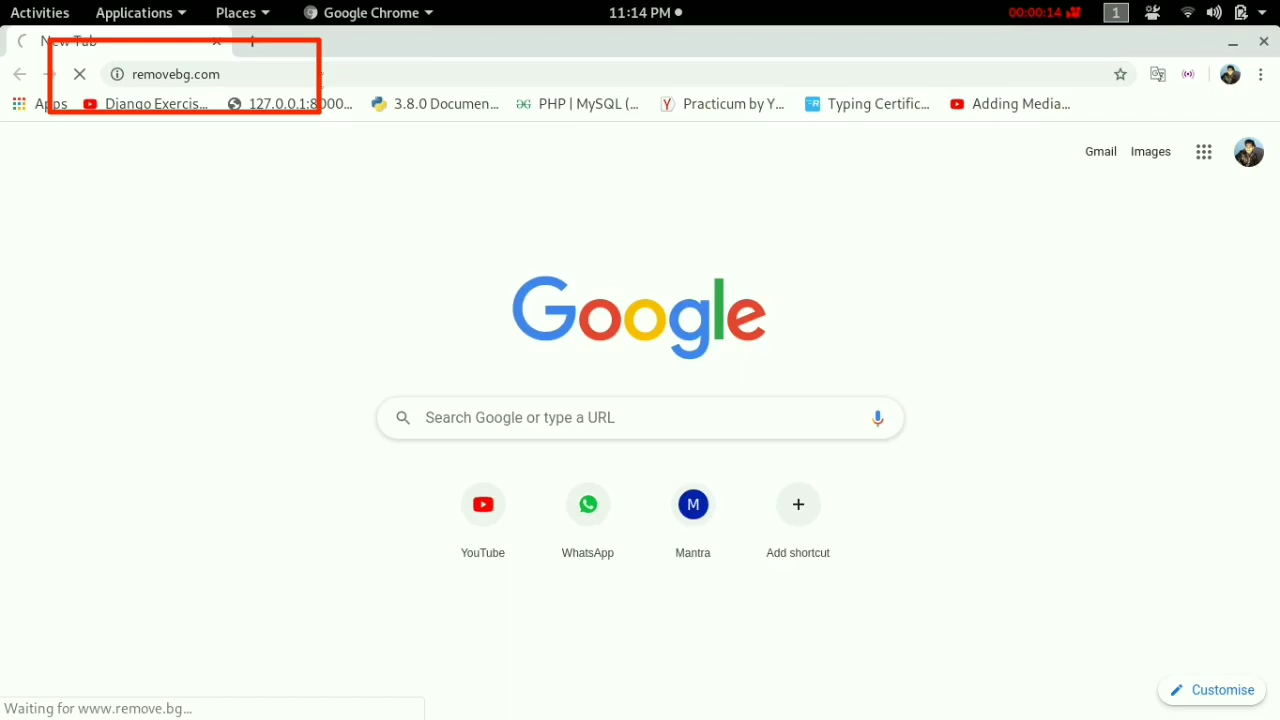 Activities Applications Places Google Chrome 11:14 PM 00:00:14 1
New Tab
removebg.com
Apps Django Exercis... 127.0.0.1:8000... 3.8.0 Documen... PHP | MySQL (... Practicum by Y... Typing Certific... Adding Media...
Gmail Images
Google
Search Google or type a URL
M
YouTube WhatsApp Mantra Add shortcut
Customise
Waiting for www.remove.bg...